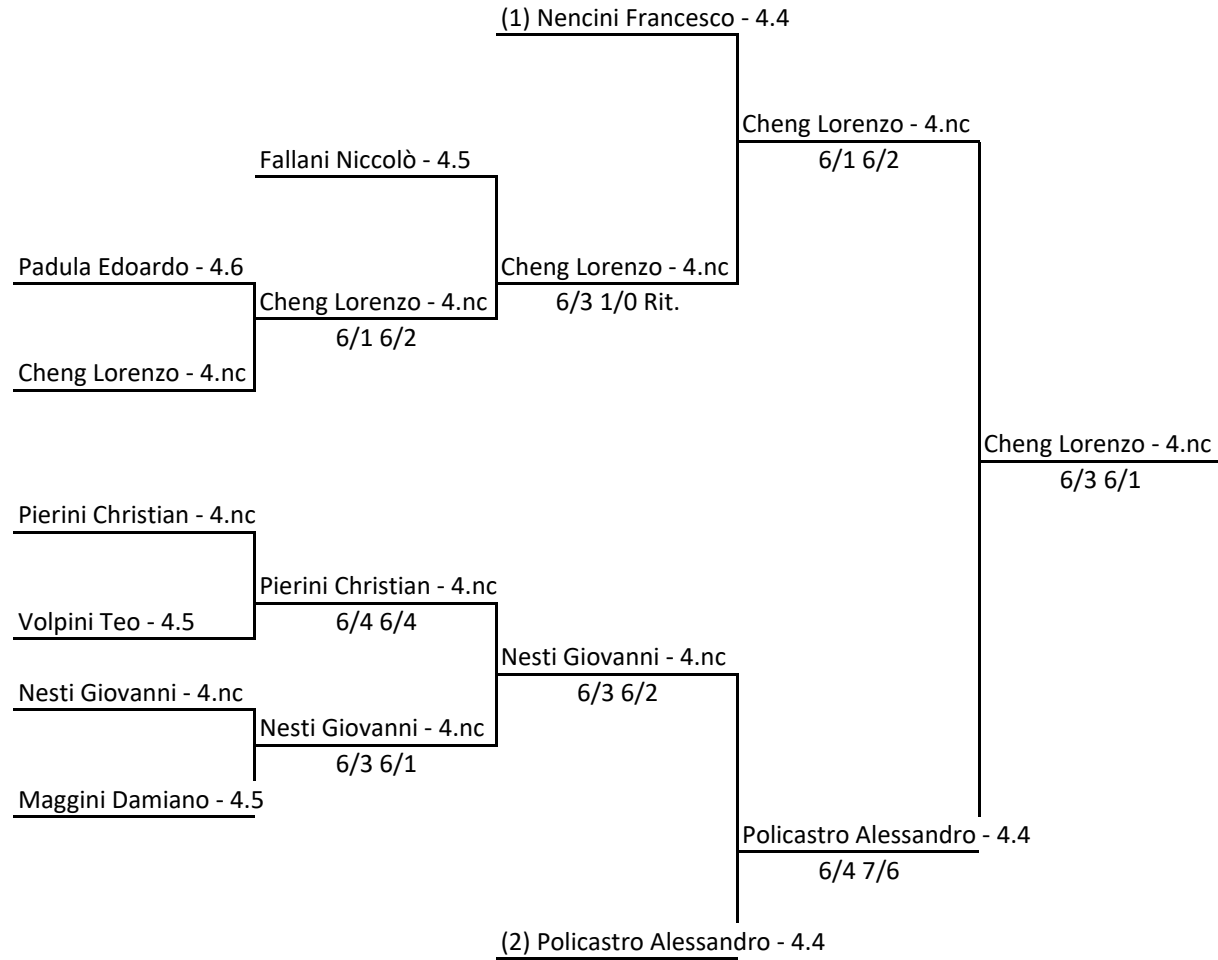 (1) Nencini Francesco - 4.4
Cheng Lorenzo - 4.nc
6/1 6/2
Fallani Niccolò - 4.5
Padula Edoardo - 4.6
Cheng Lorenzo - 4.nc
6/3 1/0 Rit.
Cheng Lorenzo - 4.nc
6/1 6/2
Cheng Lorenzo - 4.nc
Cheng Lorenzo - 4.nc
6/3 6/1
Pierini Christian - 4.nc
Pierini Christian - 4.nc
6/4 6/4
Volpini Teo - 4.5
Nesti Giovanni - 4.nc
6/3 6/2
Nesti Giovanni - 4.nc
Nesti Giovanni - 4.nc
6/3 6/1
Maggini Damiano - 4.5
Policastro Alessandro - 4.4
6/4 7/6
(2) Policastro Alessandro - 4.4